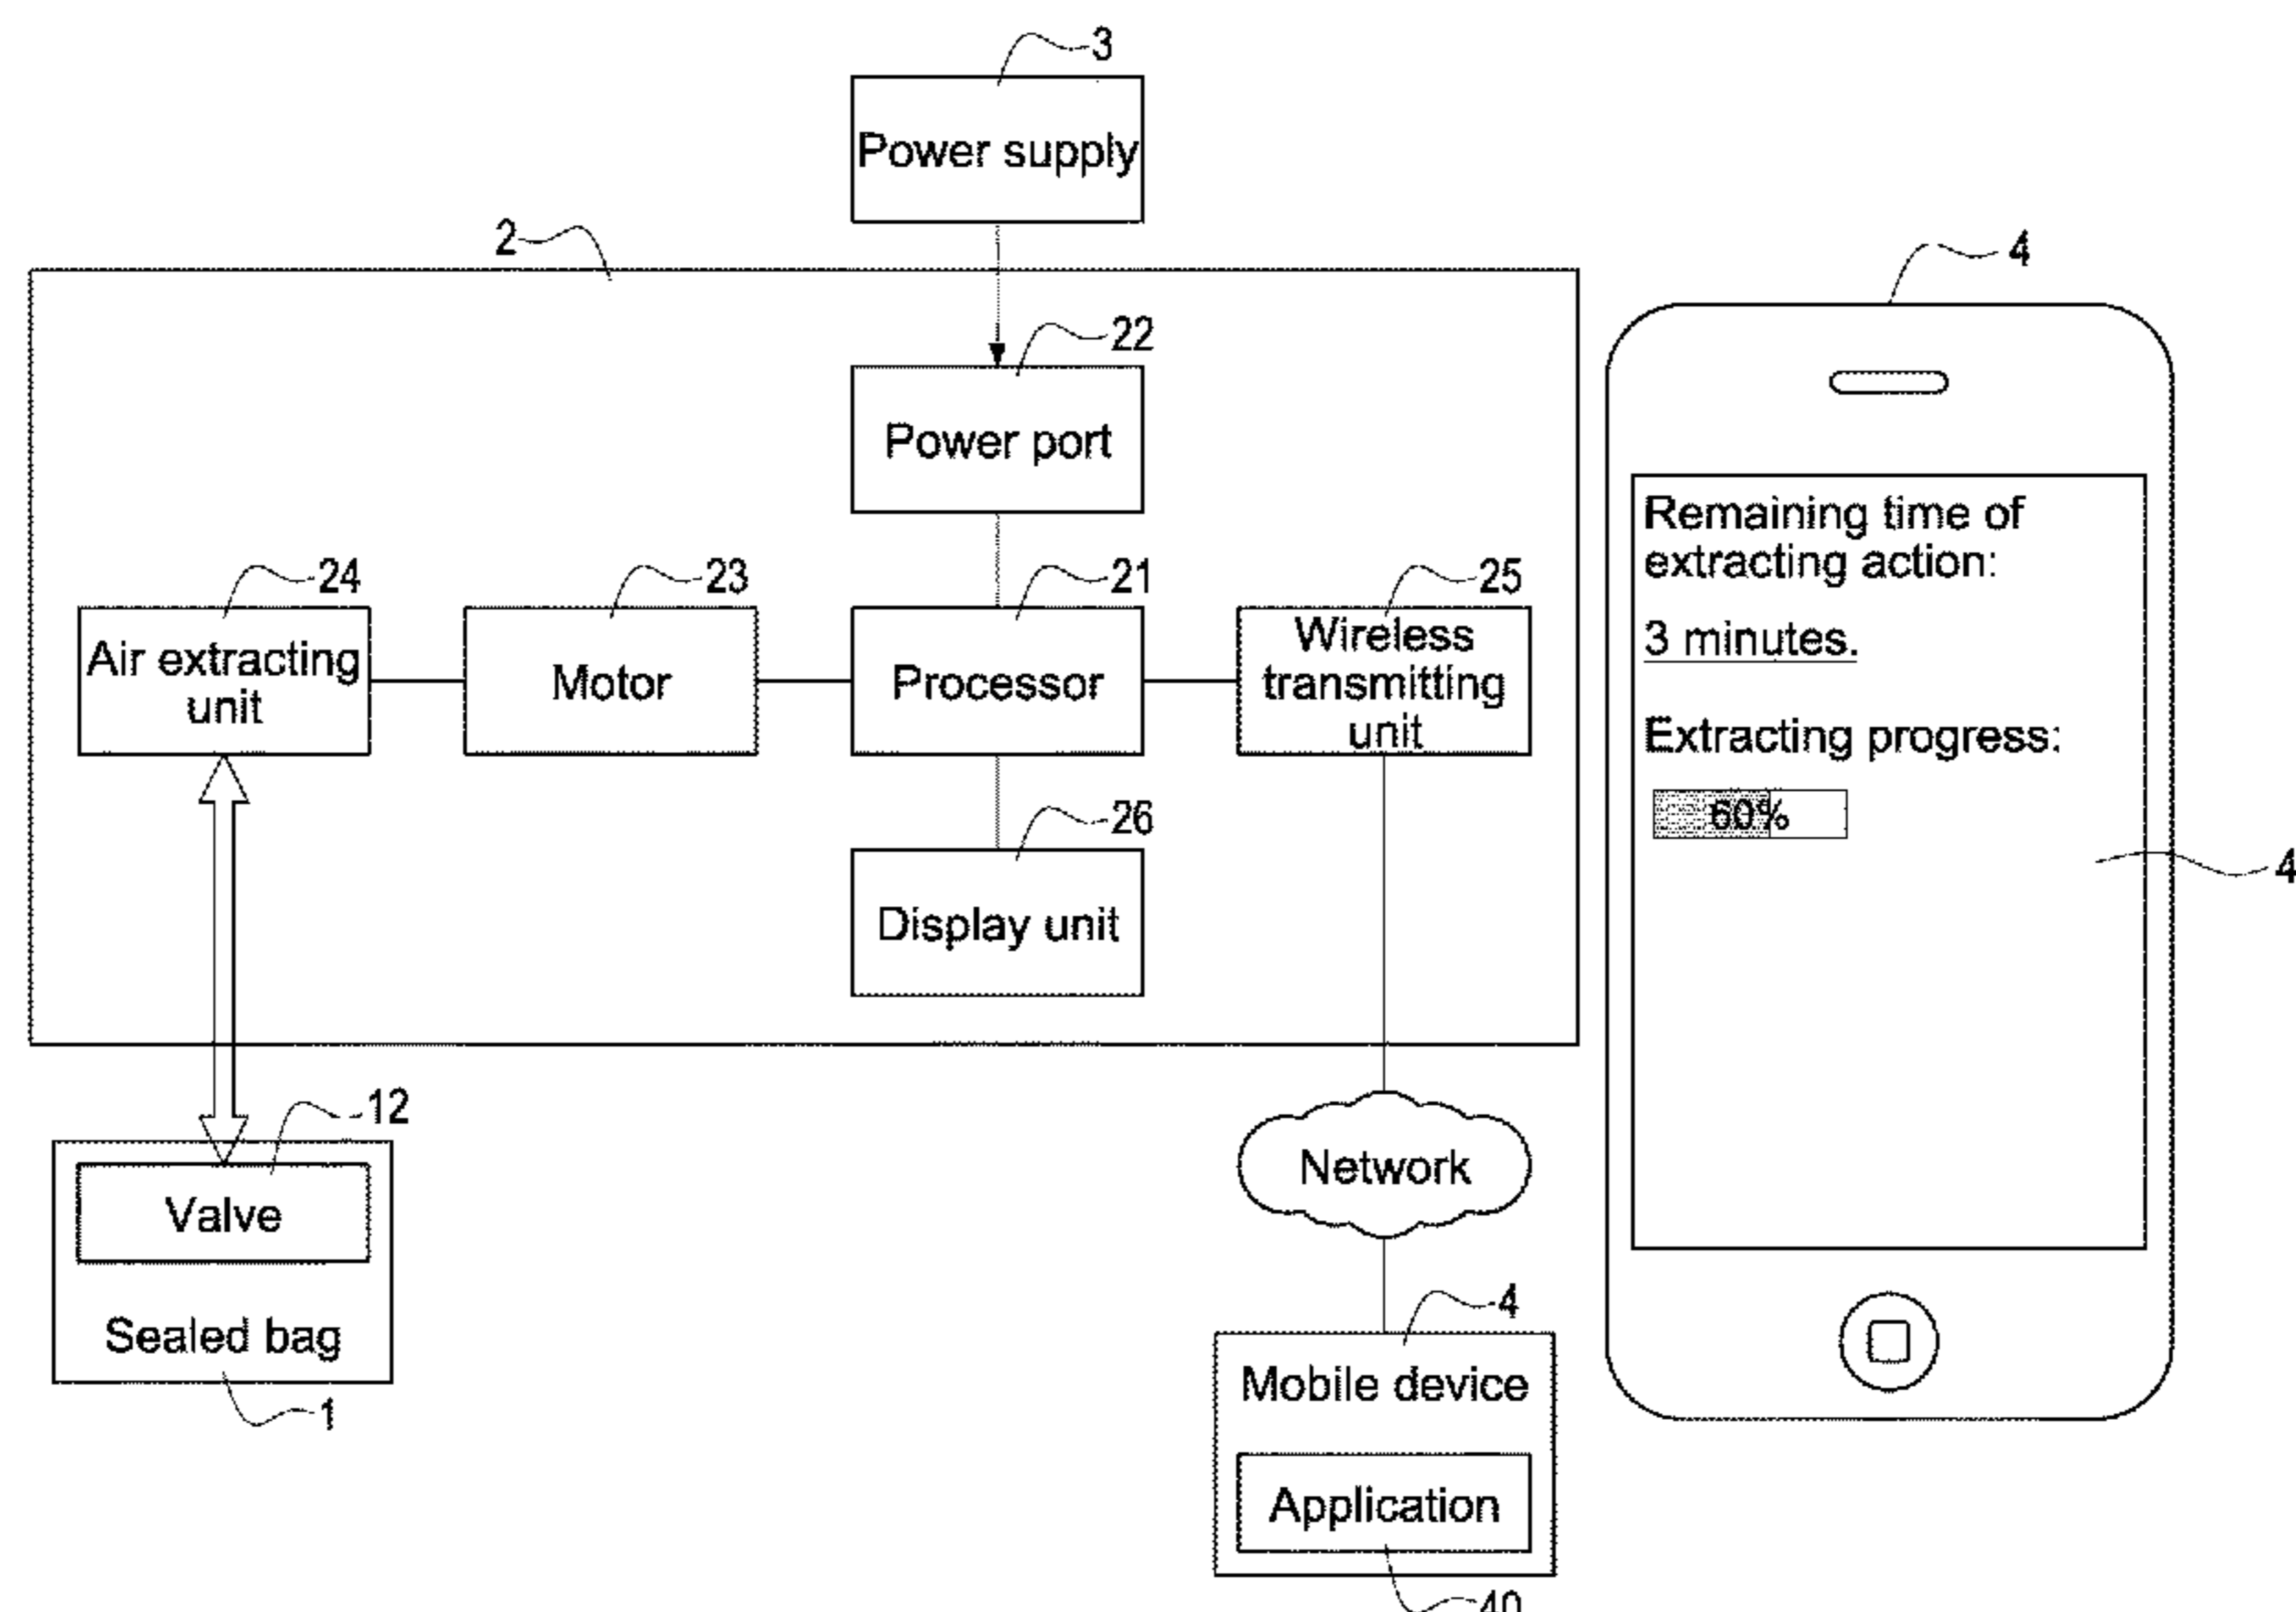 3
Power supply
2
4
22
Power port
Remaining time of
extracting action:
3 minutes.
Extracting progress:
60%
24
23
21
25
Air extracting
unit
Motor
Processor
Wireless
transmitting
unit
26
Display unit
4
12
Valve
Sealed bag
1
Network
4
Mobile device
Application
40